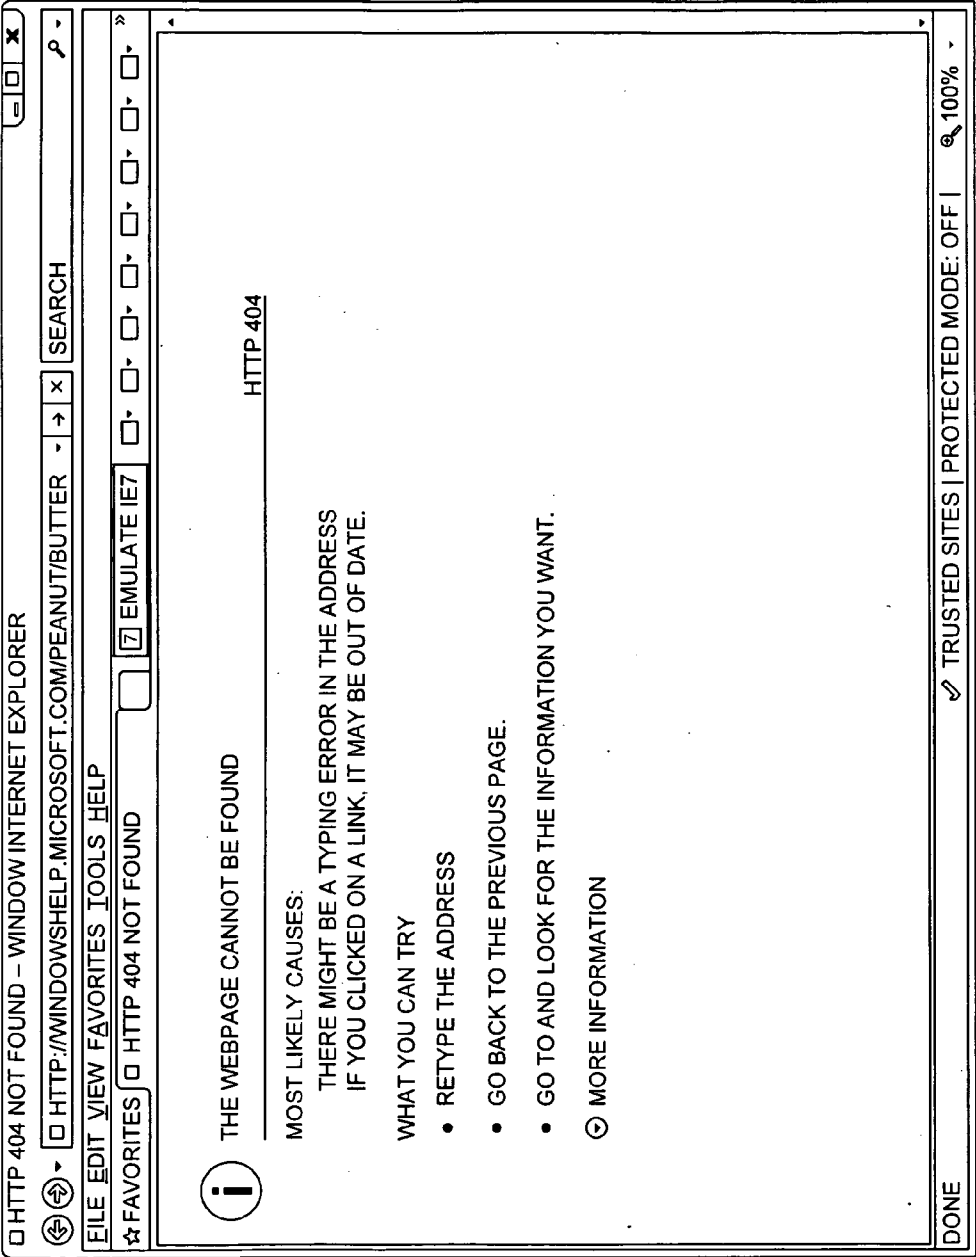 HTTP 404 NOT FOUND – WINDOW INTERNET EXPLORER
HTTP://WINDOWSHELP.MICROSOFT.COM/PEANUT/BUTTER SEARCH
FILE EDIT VIEW FAVORITES TOOLS HELP
FAVORITES HTTP 404 NOT FOUND 7 EMULATE IE7
THE WEBPAGE CANNOT BE FOUND
HTTP 404
MOST LIKELY CAUSES:
THERE MIGHT BE A TYPING ERROR IN THE ADDRESS
IF YOU CLICKED ON A LINK, IT MAY BE OUT OF DATE.
WHAT YOU CAN TRY
• RETYPE THE ADDRESS
• GO BACK TO THE PREVIOUS PAGE.
• GO TO AND LOOK FOR THE INFORMATION YOU WANT.
MORE INFORMATION
DONE TRUSTED SITES | PROTECTED MODE: OFF | 100%